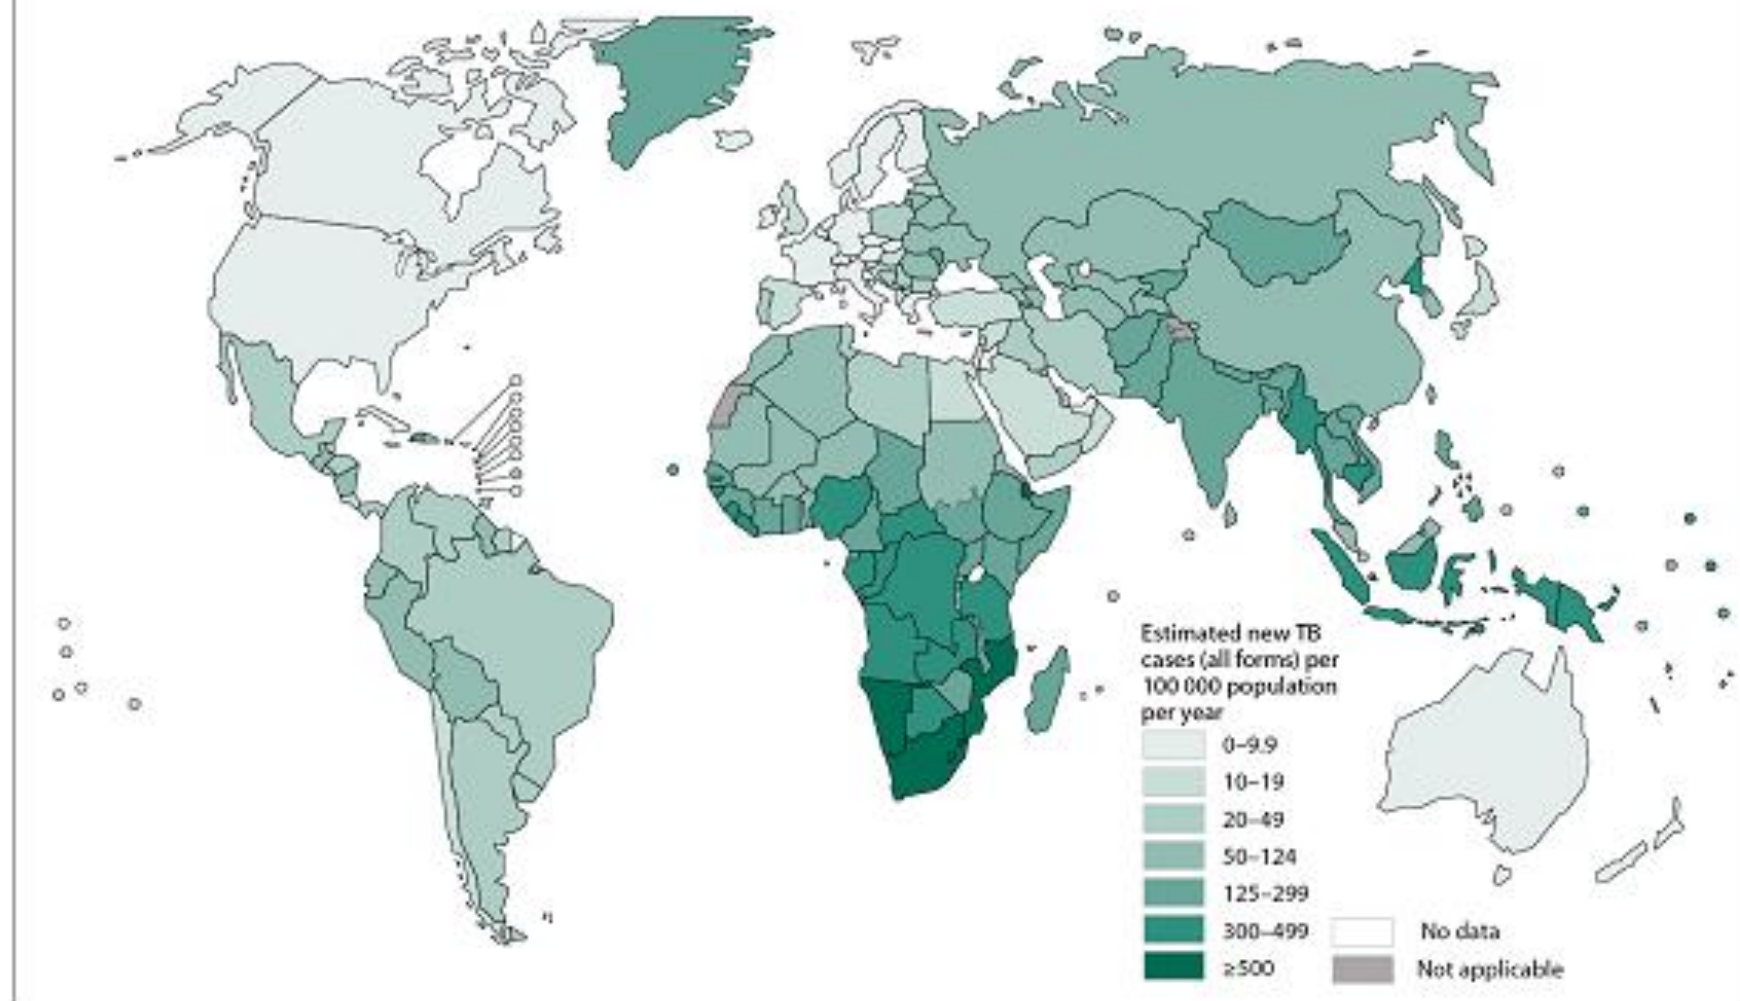 Estimated new TB
cases (all forms) per
100 000 population
per year
0–9.9
10–19
20–49
50–124
125–299
300–499
≥500
No data
Not applicable